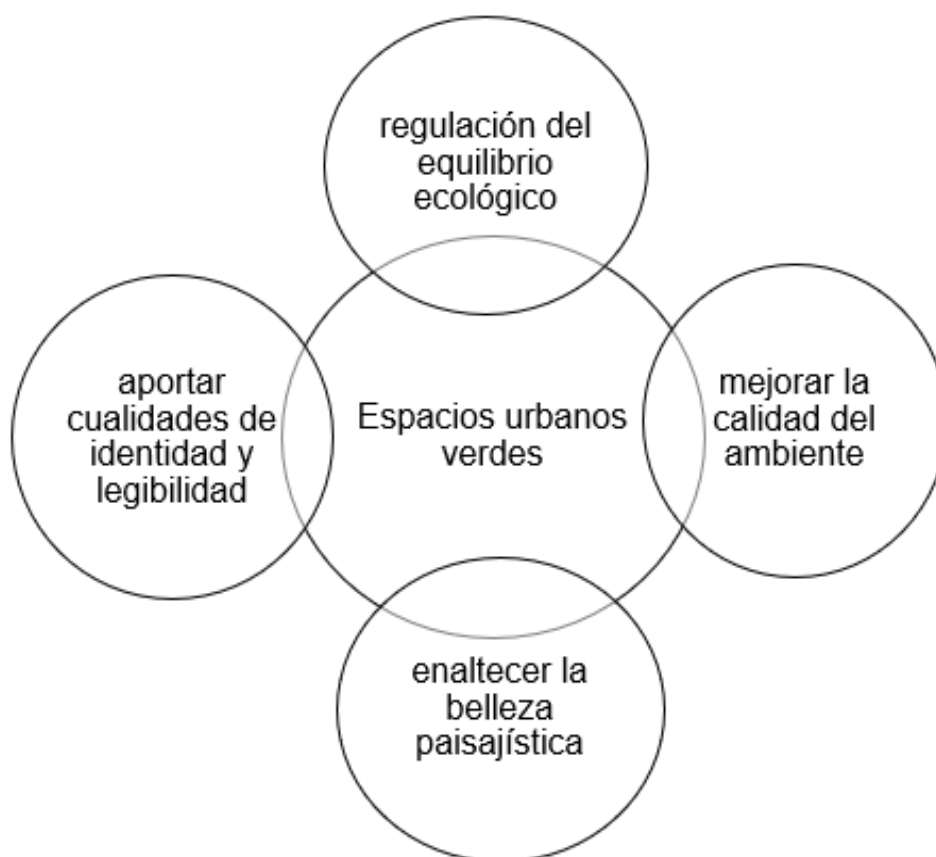 regulación del
equilibrio
ecológico
aportar
cualidades de
identidad y
legibilidad
Espacios urbanos
verdes
mejorar la
calidad del
ambiente
enaltecer la
belleza
paisajística